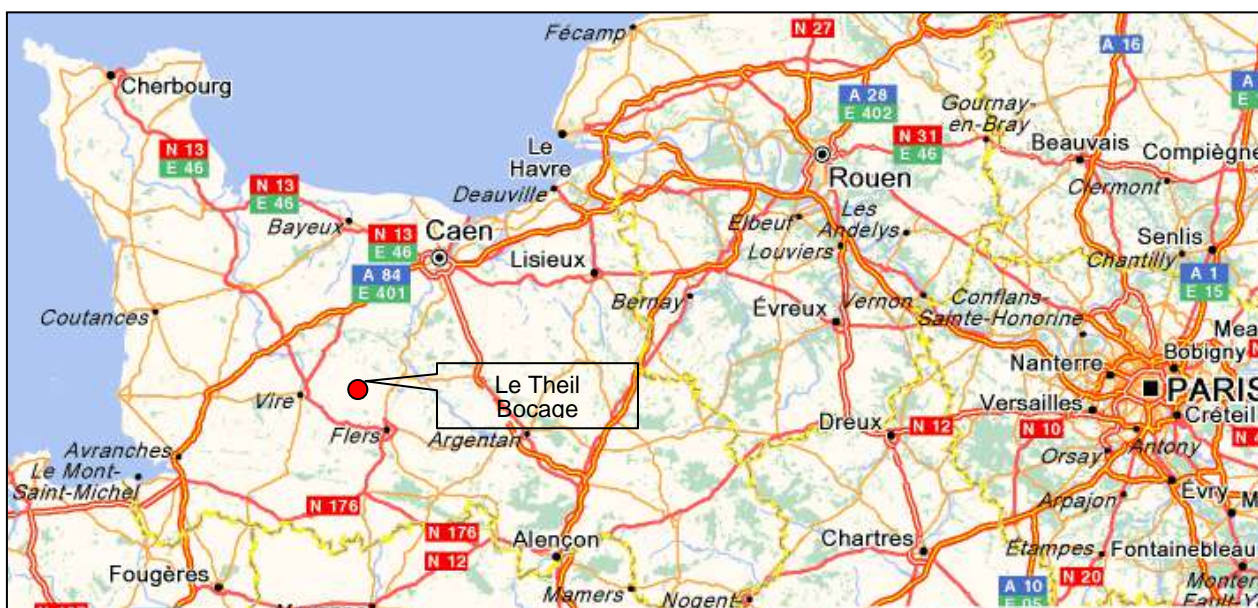 Fécamp
N 27
A 16
Cherbourg
A 28
E 402
A
E
Gournay-
en-Bray
N 31
E 46
Beauvais
Compiègne
N 13
E 46
Le
Havre
Rouen
Clermont
N 13
E 46
Deauville
Elbeuf
Les
Andelys
Bayeux
N 13
E 46
Caen
Louviers
Senlis
Chantilly
A 84
E 401
Lisieux
A 1
E 15
Bernay
Vernon
Conflans-
Sainte-Honorine
Coutances
Évreux
Mea
Nanterre
Bobigny
N
Le Theil
Bocage
PARIS
Vire
Versailles
Créteil
Dreux
N 12
N 10
Flers
Argentan
Antony
Orsay
Avranches
Le Mont-
Saint-Michel
Évry
Arpajon
N 176
N 176
Alençon
Chartres
N 12
Étampes
Fontainebleau
Fougères
Mamers
Nogent
A 10
E 05
N 20
Monter
Fault-Y